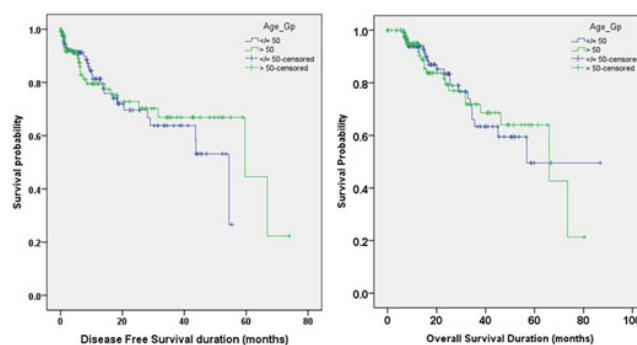 Age_Gp
</= 50
> 50
</= 50-censored
> 50-censored
Survival probability
1.0
0.8
0.6
0.4
0.2
0.0
0
20
40
60
80
Disease Free Survival duration (months)
Age_Gp
</= 50
> 50
</= 50-censored
> 50-censored
Survival Probability
1.0
0.8
0.6
0.4
0.2
0.0
0
20
40
60
80
100
Overall Survival Duration (months)